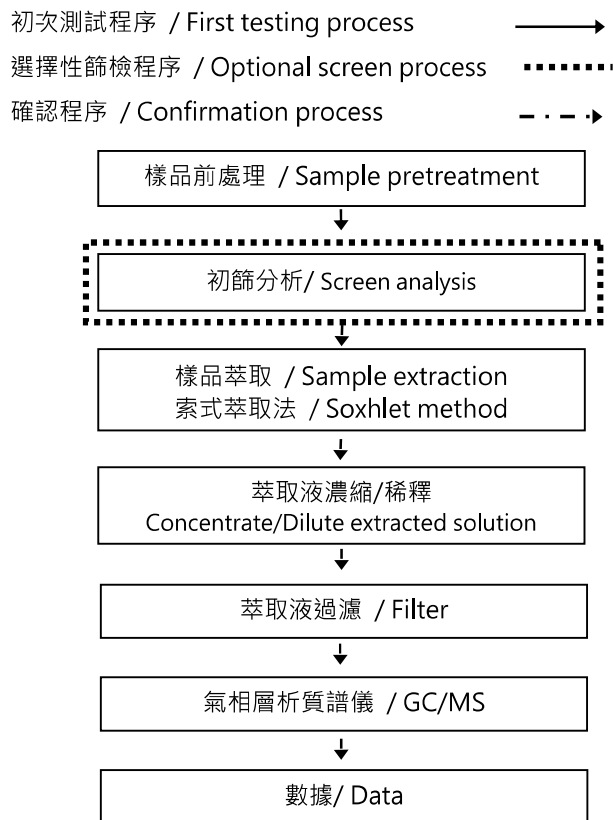 初次測試程序 / First testing process
選擇性篩檢程序 / Optional screen process
確認程序 / Confirmation process
樣品前處理 / Sample pretreatment
初篩分析/ Screen analysis
樣品萃取 / Sample extraction
索式萃取法 / Soxhlet method
萃取液濃縮/稀釋
Concentrate/Dilute extracted solution
萃取液過濾 / Filter
氣相層析質譜儀 / GC/MS
數據/ Data